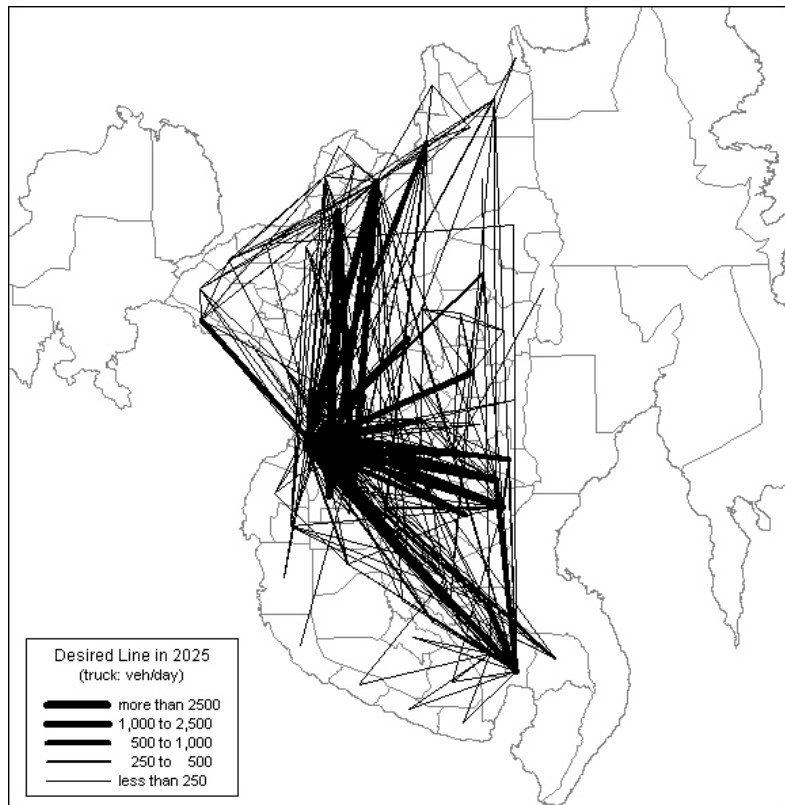 Desired Line in 2025
(truck: veh/day)
more than 2500
1,000 to 2,500
500 to 1,000
250 to 500
less than 250